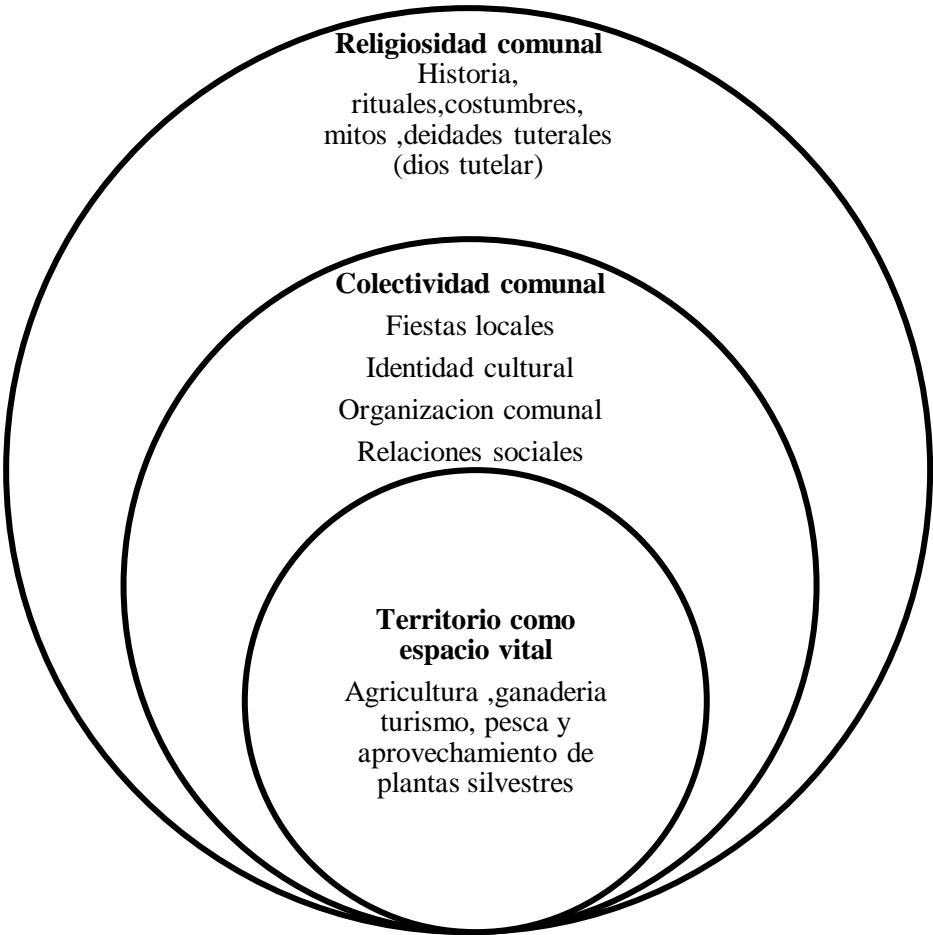 Religiosidad comunal
Historia,
rituales,costumbres,
mitos ,deidades tuterales
(dios tutelar)
Colectividad comunal
Fiestas locales
Identidad cultural
Organizacion comunal
Relaciones sociales
Territorio como
espacio vital
Agricultura ,ganaderia
turismo, pesca y
aprovechamiento de
plantas silvestres